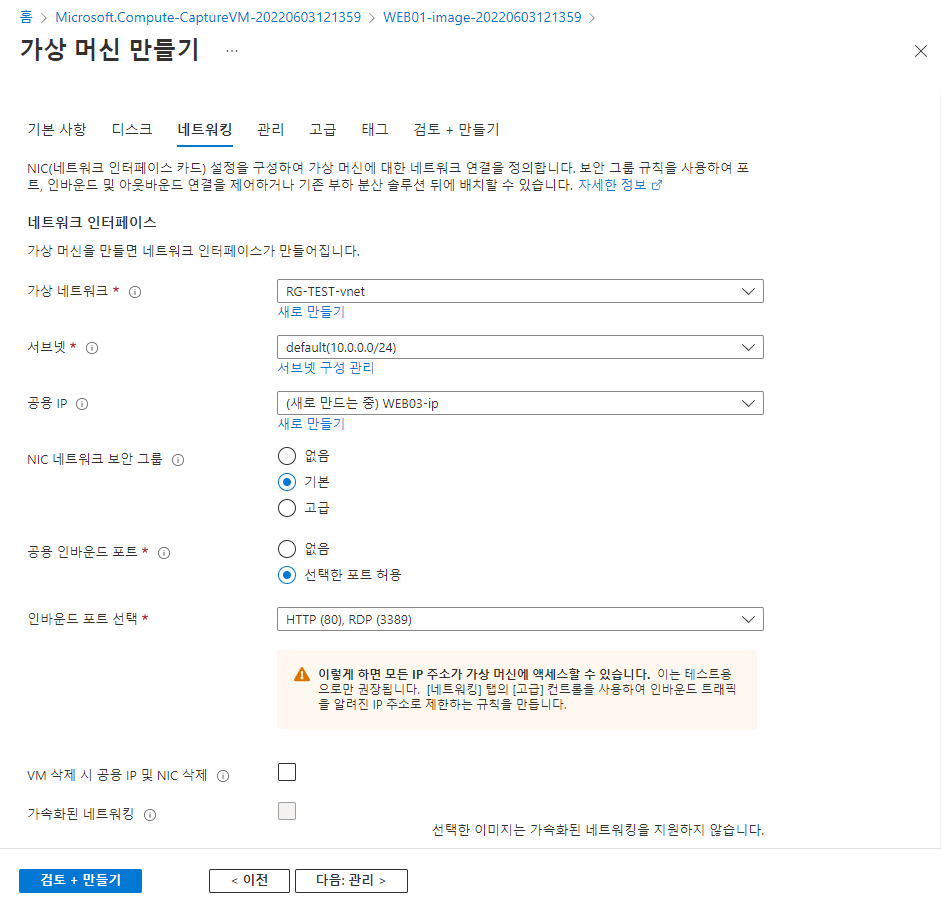 홈 > Microsoft.Compute-CaptureVM-20220603121359 > WEB01-image-20220603121359 >
가상 머신 만들기 ...
기본 사항 디스크 네트워킹 관리 고급 태그 검토 + 만들기
NIC(네트워크 인터페이스 카드) 설정을 구성하여 가상 머신에 대한 네트워크 연결을 정의합니다. 보안 그룹 규칙을 사용하여 포
트, 인바운드 및 아웃바운드 연결을 제어하거나 기존 부하 분산 솔루션 뒤에 배치할 수 있습니다. 자세한 정보
네트워크 인터페이스
가상 머신을 만들면 네트워크 인터페이스가 만들어집니다.
가상 네트워크 *
RG-TEST-vnet
새로 만들기
서브넷 *
default(10.0.0.0/24)
서브넷 구성 관리
공용 IP
(새로 만드는 중) WEB03-ip
새로 만들기
NIC 네트워크 보안 그룹
없음
기본
고급
공용 인바운드 포트 *
없음
선택한 포트 허용
인바운드 포트 선택 *
HTTP (80), RDP (3389)
이렇게 하면 모든 IP 주소가 가상 머신에 액세스할 수 있습니다. 이는 테스트용
으로만 권장됩니다. [네트워킹] 탭의 [고급] 컨트롤을 사용하여 인바운드 트래픽
을 알려진 IP 주소로 제한하는 규칙을 만듭니다.
VM 삭제 시 공용 IP 및 NIC 삭제
가속화된 네트워킹
선택한 이미지는 가속화된 네트워킹을 지원하지 않습니다.
검토 + 만들기
< 이전
다음: 관리 >